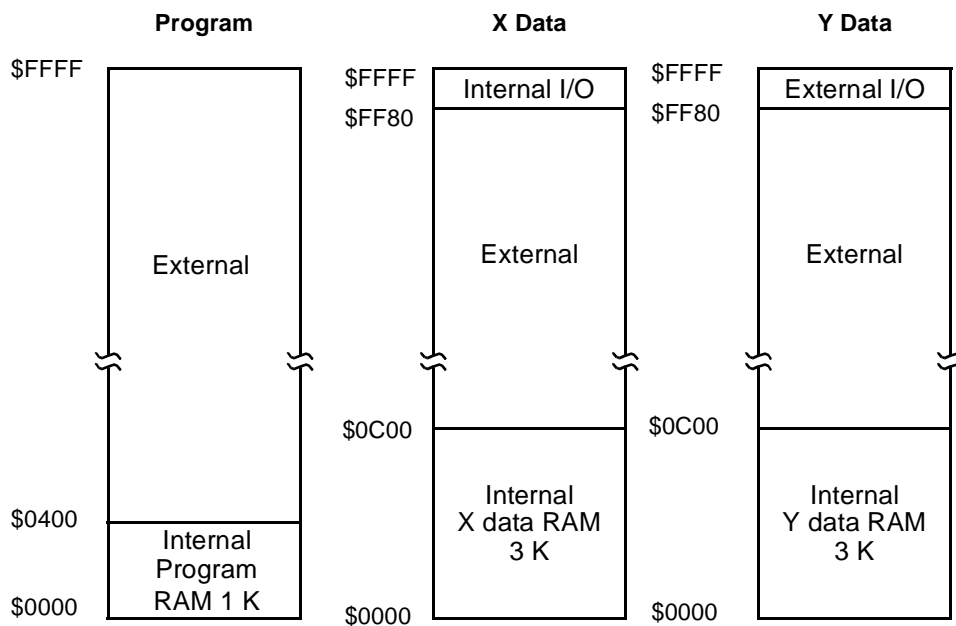 Program
$FFFF
External
$0400
Internal
Program
RAM 1 K
$0000
X Data
$FFFF
Internal I/O
$FF80
External
$0C00
Internal
X data RAM
3 K
$0000
Y Data
$FFFF
External I/O
$FF80
External
$0C00
Internal
Y data RAM
3 K
$0000